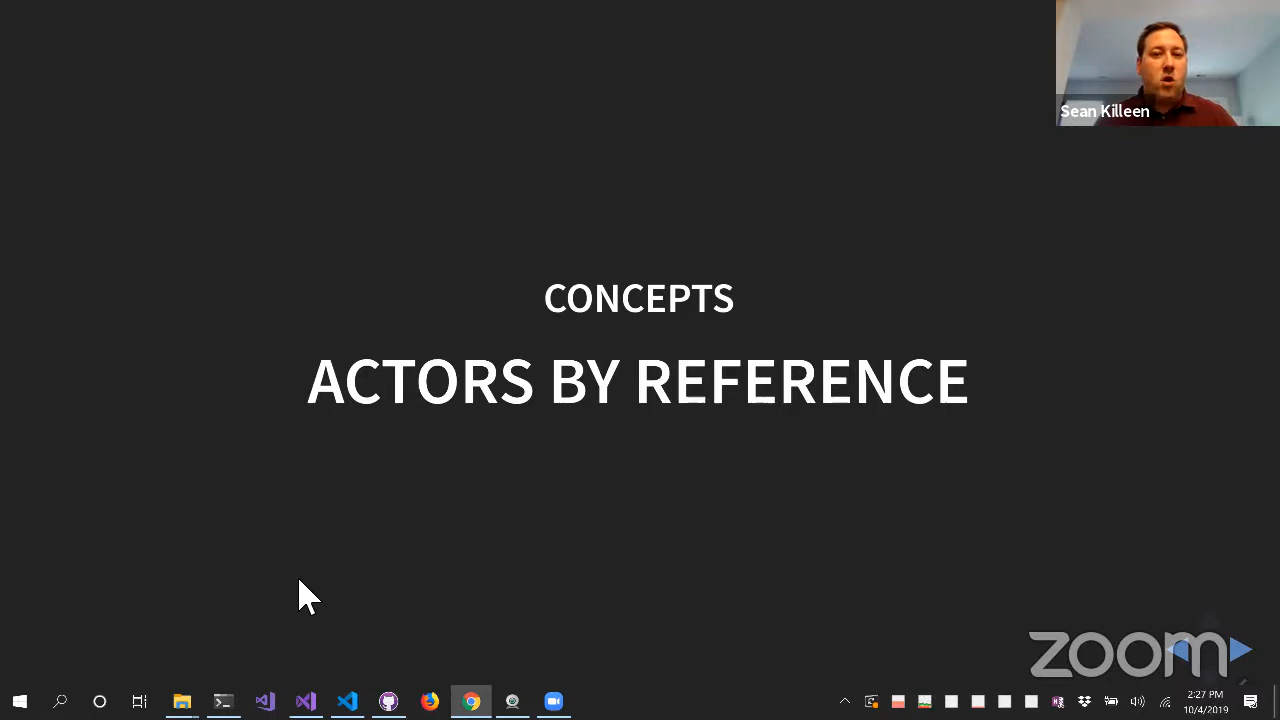 Sean Killeen
CONCEPTS
ACTORS BY REFERENCE
zoom
2:27 PM
10/4/2019